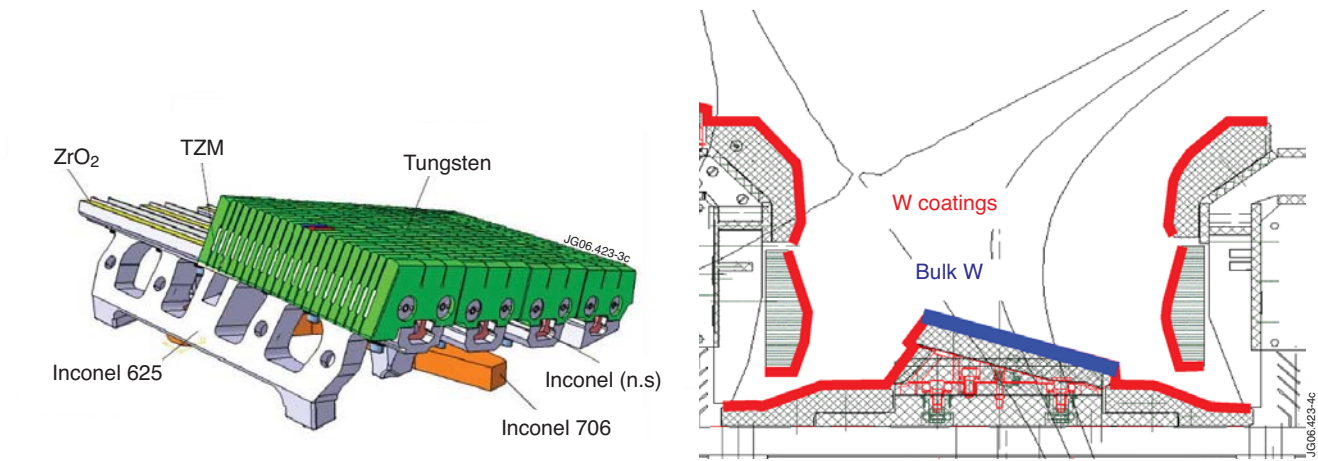 ZrO₂
TZM
Tungsten
JG06.423-3c
Inconel 625
Inconel (n.s)
Inconel 706
W coatings
Bulk W
JG06.423-4c